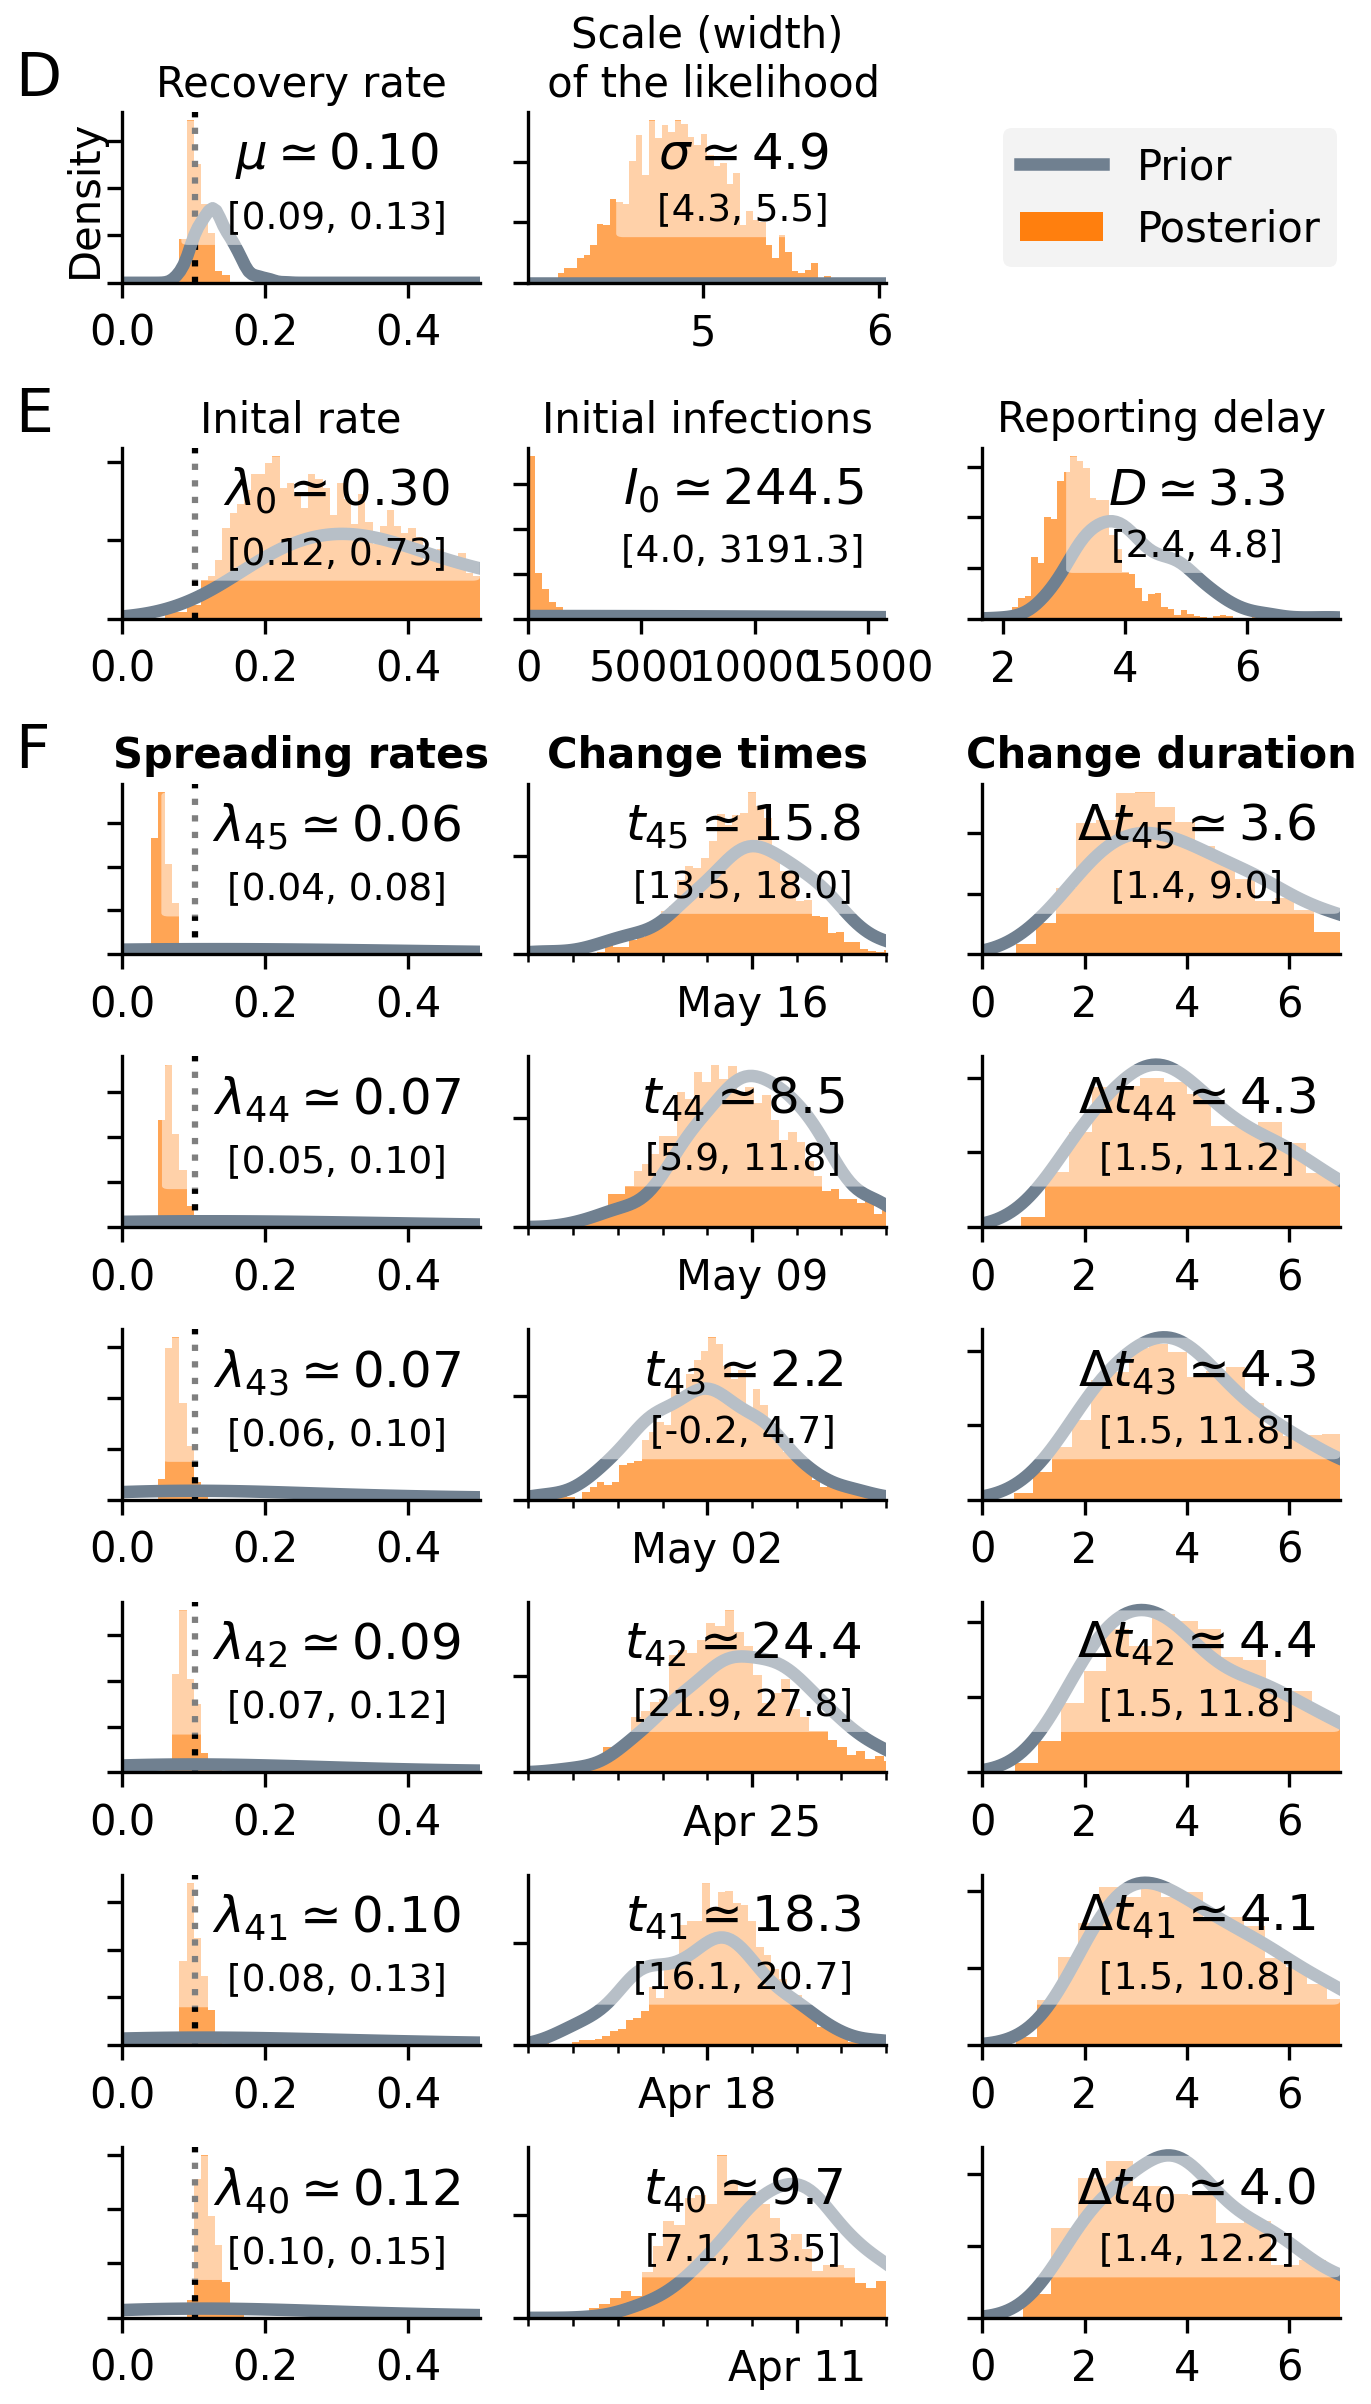 D
Recovery rate
Scale (width)
of the likelihood
Density
μ ≃ 0.10
[0.09, 0.13]
0.0 0.2 0.4
σ ≃ 4.9
[4.3, 5.5]
5 6
Prior
Posterior
E
Inital rate
λ0 ≃ 0.30
[0.12, 0.73]
0.0 0.2 0.4
Initial infections
I0 ≃ 244.5
[4.0, 3191.3]
0 5000 10000 15000
Reporting delay
D ≃ 3.3
[2.4, 4.8]
2 4 6
F
Spreading rates
Change times
Change duration
λ45 ≃ 0.06
[0.04, 0.08]
0.0 0.2 0.4
t45 ≃ 15.8
[13.5, 18.0]
May 16
Δt45 ≃ 3.6
[1.4, 9.0]
0 2 4 6
λ44 ≃ 0.07
[0.05, 0.10]
0.0 0.2 0.4
t44 ≃ 8.5
[5.9, 11.8]
May 09
Δt44 ≃ 4.3
[1.5, 11.2]
0 2 4 6
λ43 ≃ 0.07
[0.06, 0.10]
0.0 0.2 0.4
t43 ≃ 2.2
[-0.2, 4.7]
May 02
Δt43 ≃ 4.3
[1.5, 11.8]
0 2 4 6
λ42 ≃ 0.09
[0.07, 0.12]
0.0 0.2 0.4
t42 ≃ 24.4
[21.9, 27.8]
Apr 25
Δt42 ≃ 4.4
[1.5, 11.8]
0 2 4 6
λ41 ≃ 0.10
[0.08, 0.13]
0.0 0.2 0.4
t41 ≃ 18.3
[16.1, 20.7]
Apr 18
Δt41 ≃ 4.1
[1.5, 10.8]
0 2 4 6
λ40 ≃ 0.12
[0.10, 0.15]
0.0 0.2 0.4
t40 ≃ 9.7
[7.1, 13.5]
Apr 11
Δt40 ≃ 4.0
[1.4, 12.2]
0 2 4 6